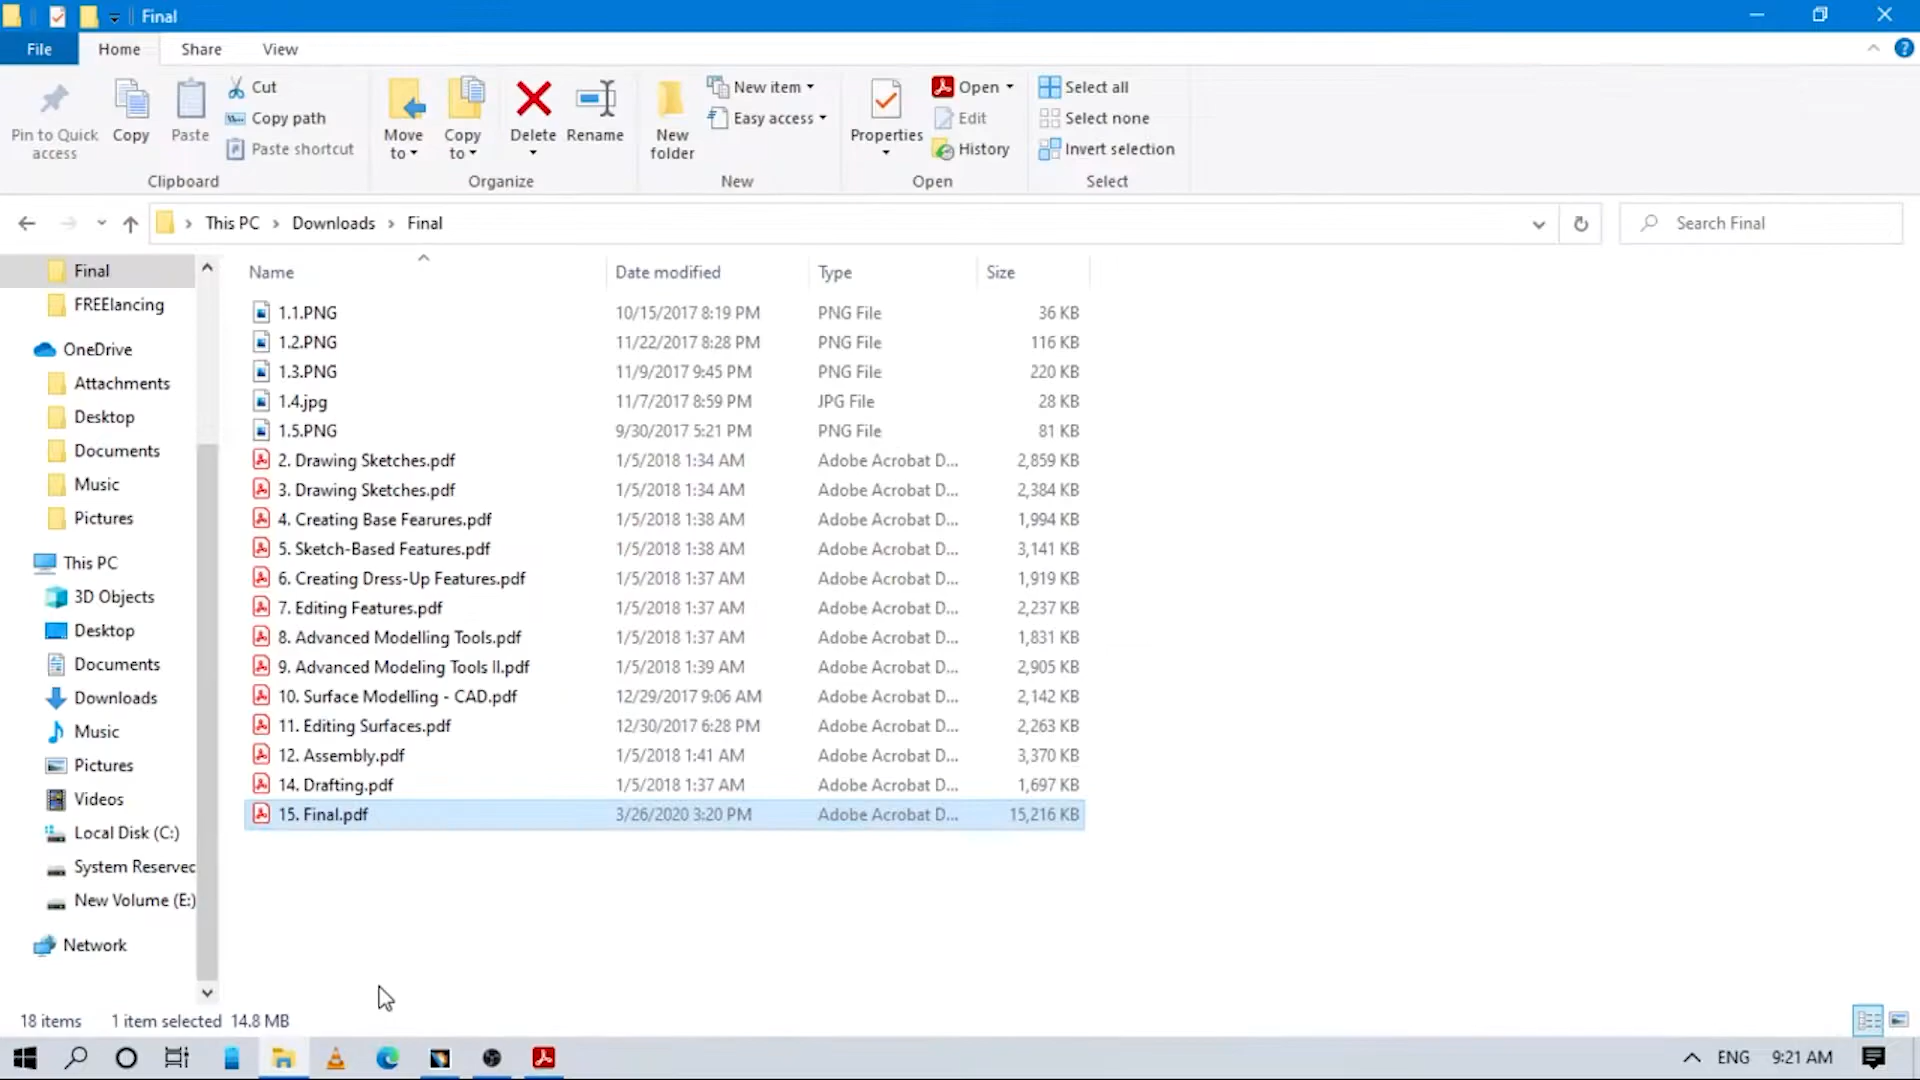 Final
File Home Share View
Pin to Quick access
Copy
Paste
Cut
Copy path
Paste shortcut
Clipboard
Move to
Copy to
Delete
Rename
Organize
New folder
New item
Easy access
New
Properties
Open
Edit
History
Open
Select all
Select none
Invert selection
Select
This PC › Downloads › Final
Search Final
Final
FREElancing
OneDrive
Attachments
Desktop
Documents
Music
Pictures
This PC
3D Objects
Desktop
Documents
Downloads
Music
Pictures
Videos
Local Disk (C:)
System Reserved
New Volume (E:)
Network
Name Date modified Type Size
1.1.PNG 10/15/2017 8:19 PM PNG File 36 KB
1.2.PNG 11/22/2017 8:28 PM PNG File 116 KB
1.3.PNG 11/9/2017 9:45 PM PNG File 220 KB
1.4.jpg 11/7/2017 8:59 PM JPG File 28 KB
1.5.PNG 9/30/2017 5:21 PM PNG File 81 KB
2. Drawing Sketches.pdf 1/5/2018 1:34 AM Adobe Acrobat D... 2,859 KB
3. Drawing Sketches.pdf 1/5/2018 1:34 AM Adobe Acrobat D... 2,384 KB
4. Creating Base Fearures.pdf 1/5/2018 1:38 AM Adobe Acrobat D... 1,994 KB
5. Sketch-Based Features.pdf 1/5/2018 1:38 AM Adobe Acrobat D... 3,141 KB
6. Creating Dress-Up Features.pdf 1/5/2018 1:37 AM Adobe Acrobat D... 1,919 KB
7. Editing Features.pdf 1/5/2018 1:37 AM Adobe Acrobat D... 2,237 KB
8. Advanced Modelling Tools.pdf 1/5/2018 1:37 AM Adobe Acrobat D... 1,831 KB
9. Advanced Modeling Tools II.pdf 1/5/2018 1:39 AM Adobe Acrobat D... 2,905 KB
10. Surface Modelling - CAD.pdf 12/29/2017 9:06 AM Adobe Acrobat D... 2,142 KB
11. Editing Surfaces.pdf 12/30/2017 6:28 PM Adobe Acrobat D... 2,263 KB
12. Assembly.pdf 1/5/2018 1:41 AM Adobe Acrobat D... 3,370 KB
14. Drafting.pdf 1/5/2018 1:37 AM Adobe Acrobat D... 1,697 KB
15. Final.pdf 3/26/2020 3:20 PM Adobe Acrobat D... 15,216 KB
18 items 1 item selected 14.8 MB
ENG 9:21 AM